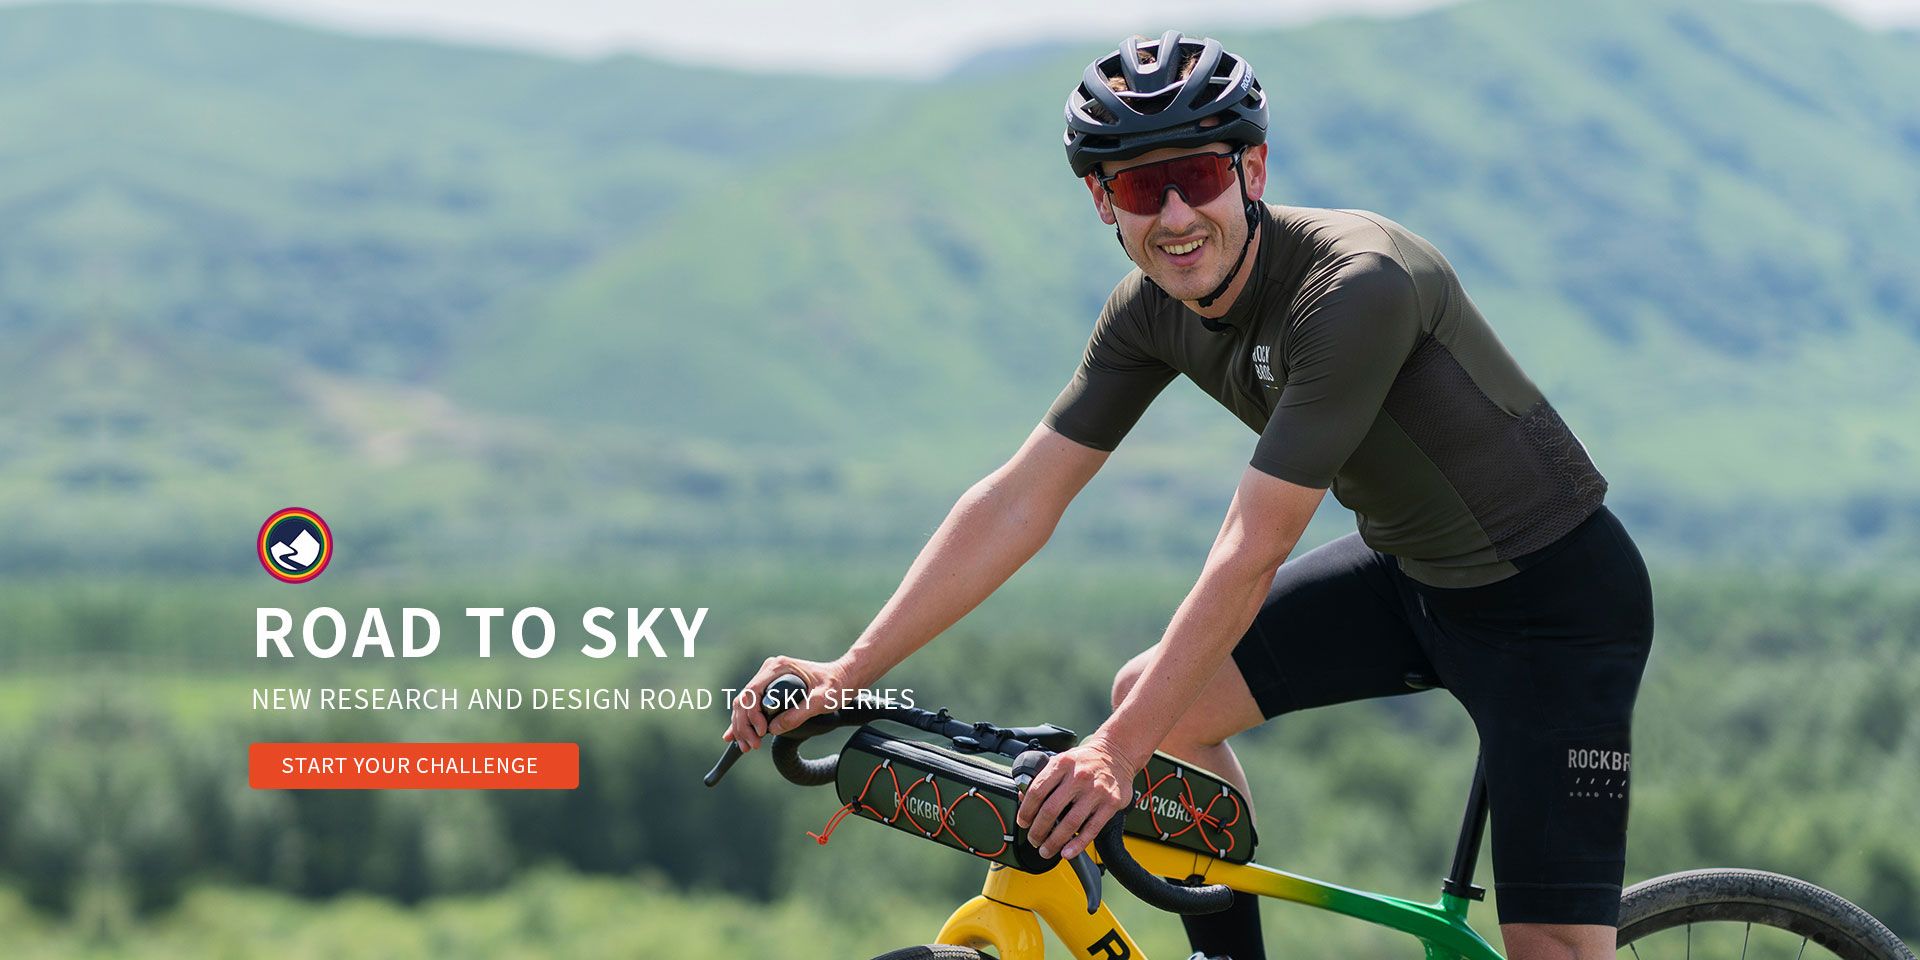 ROAD TO SKY
NEW RESEARCH AND DESIGN ROAD TO SKY SERIES
START YOUR CHALLENGE
ROCK
BROS
ROCKBROS
ROCKBROS
ROCKBR
ROAD TO